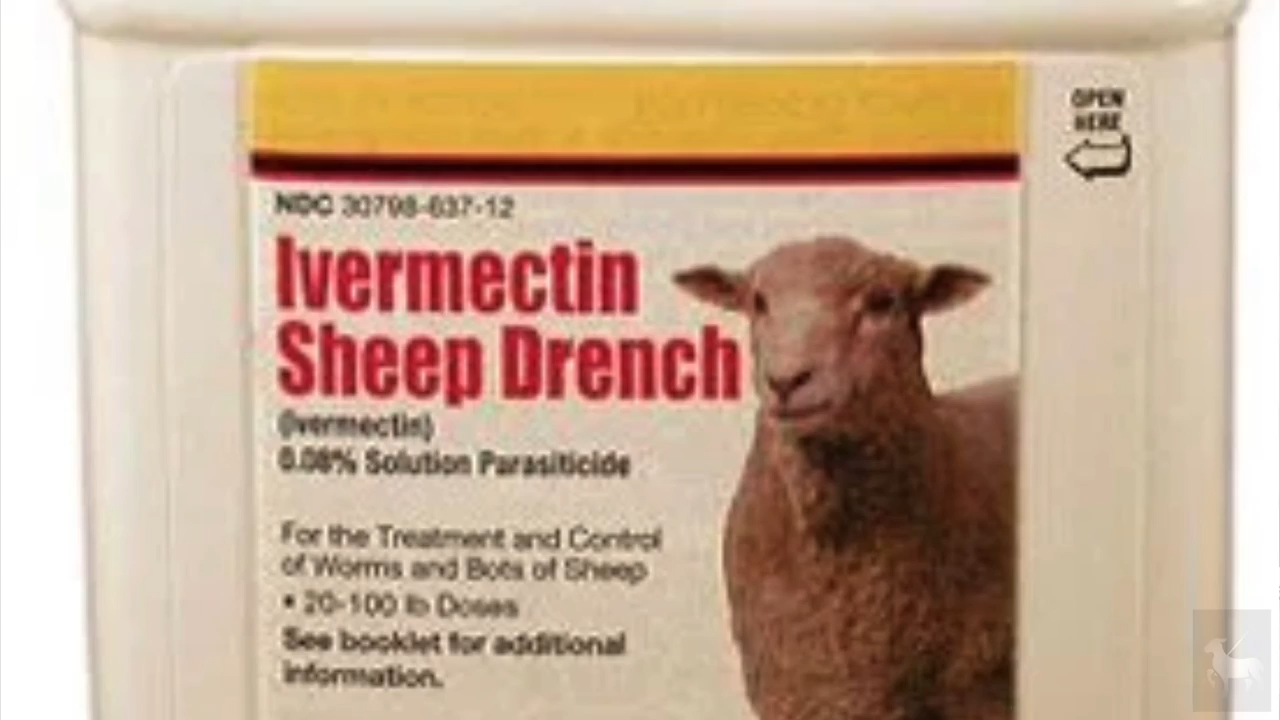 OPEN
HERE
NDC 30798-637-12
Ivermectin
Sheep Drench
(ivermectin)
0.08% Solution Parasiticide
For the Treatment and Control
of Worms and Bots of Sheep
• 20-100 lb Doses
See booklet for additional
information.